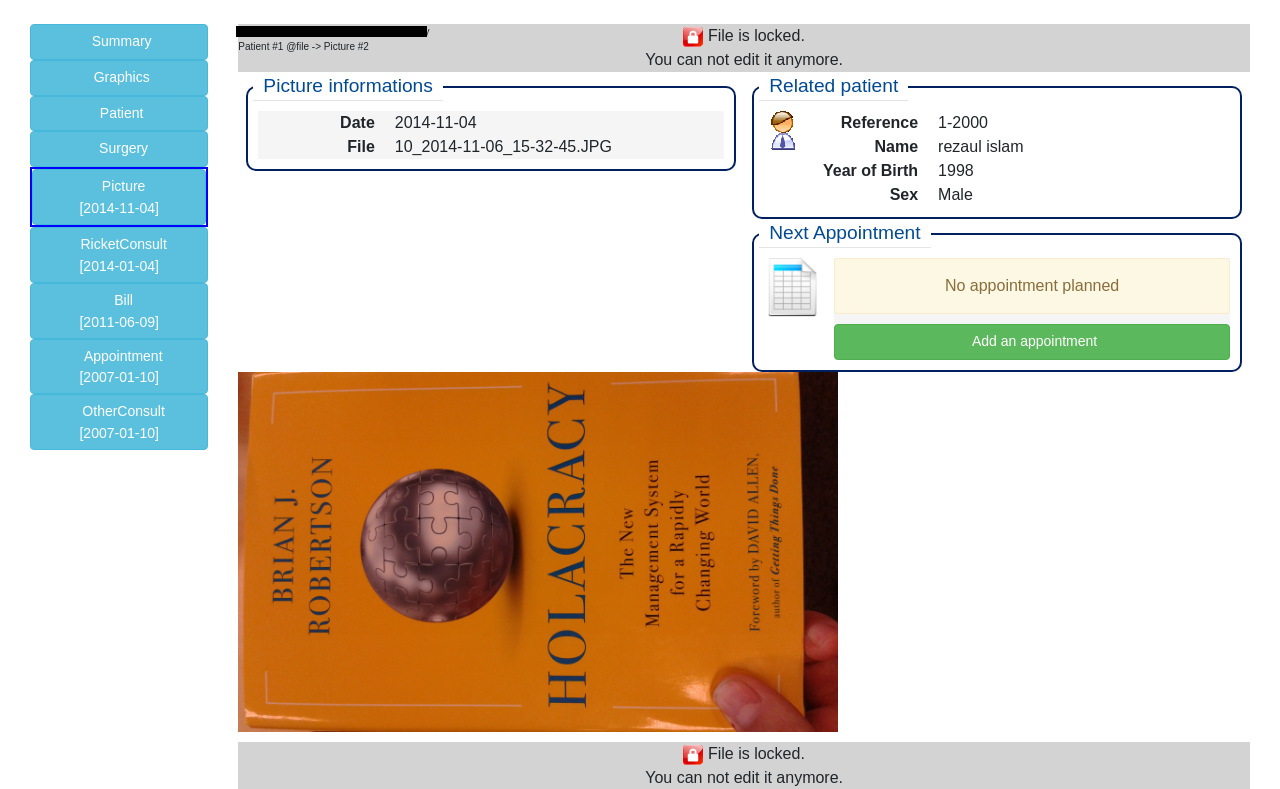 Summary
Graphics
Patient
Surgery
Picture
[2014-11-04]
RicketConsult
[2014-01-04]
Bill
[2011-06-09]
Appointment
[2007-01-10]
OtherConsult
[2007-01-10]
Patient #1 @file -> Picture #2
File is locked.
You can not edit it anymore.
Picture informations
Date 2014-11-04
File 10_2014-11-06_15-32-45.JPG
Related patient
Reference 1-2000
Name rezaul islam
Year of Birth 1998
Sex Male
Next Appointment
No appointment planned
Add an appointment
BRIAN J.
ROBERTSON
HOLACRACY
The New
Management System
for a Rapidly
Changing World
Foreword by DAVID ALLEN,
author of Getting Things Done
File is locked.
You can not edit it anymore.